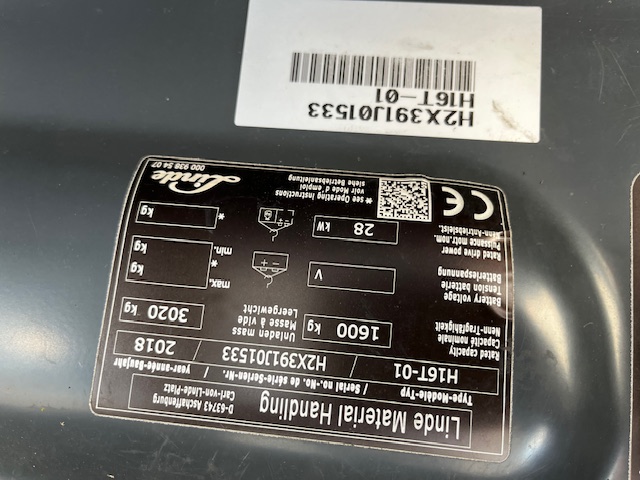 Linde Material Handling
D-63743 Aschaffenburg
Carl-von-Linde-Platz
Type-Modèle-Typ / Serial no.-No. de série-Serien-Nr. / year-année-Baujahr
H16T-01 H2X391J01533 2018
Rated capacity
Capacité nominale
Nenn-Tragfähigkeit
1600 kg
Unladen mass
Masse à vide
Leergewicht
3020 kg
Battery voltage
Tension batterie
Batteriespannung
V
max. * kg
min. * kg
Rated drive power
Puissance motr.nom.
Nenn-Antriebsleist.
28 kW
* kg
CE
* see Operating Instructions
voir Mode d'emploi
siehe Betriebsanleitung
Linde
000 938 54 07
H2X391J01533
H16T-01